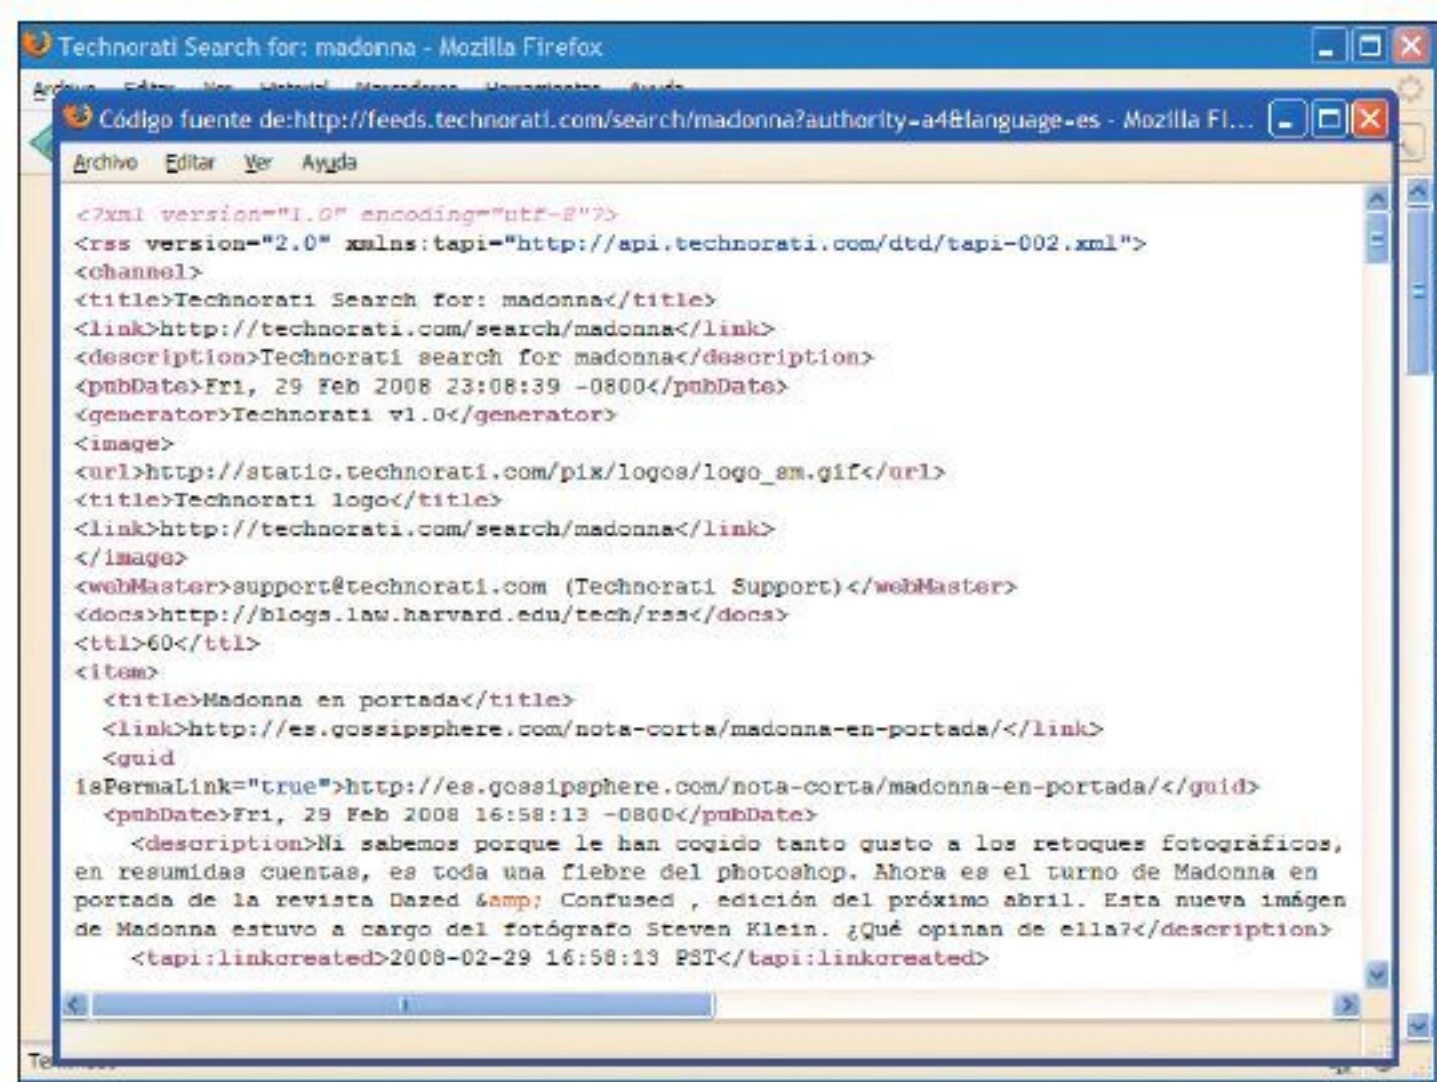 Technorati Search for: madonna - Mozilla Firefox
Código fuente de:http://feeds.technorati.com/search/madonna?authority=a4&language=es - Mozilla Fi...
Archivo Editar Ver Ayuda
<?xml version="1.0" encoding="utf-8"?>
<rss version="2.0" xmlns:tapi="http://api.technorati.com/dtd/tapi-002.xml">
<channel>
<title>Technorati Search for: madonna</title>
<link>http://technorati.com/search/madonna</link>
<description>Technorati search for madonna</description>
<pubDate>Fri, 29 Feb 2008 23:08:39 -0800</pubDate>
<generator>Technorati v1.0</generator>
<image>
<url>http://static.technorati.com/pix/logos/logo_sm.gif</url>
<title>Technorati logo</title>
<link>http://technorati.com/search/madonna</link>
</image>
<webMaster>support@technorati.com (Technorati Support)</webMaster>
<docs>http://blogs.law.harvard.edu/tech/rss</docs>
<ttl>60</ttl>
<item>
<title>Madonna en portada</title>
<link>http://es.gossipsphere.com/nota-corta/madonna-en-portada/</link>
<guid
isPermaLink="true">http://es.gossipsphere.com/nota-corta/madonna-en-portada/</guid>
<pubDate>Fri, 29 Feb 2008 16:58:13 -0800</pubDate>
<description>Ni sabemos porque le han cogido tanto gusto a los retoques fotográficos,
en resumidas cuentas, es toda una fiebre del photoshop. Ahora es el turno de Madonna en
portada de la revista Dazed &amp; Confused , edición del próximo abril. Esta nueva imágen
de Madonna estuvo a cargo del fotógrafo Steven Klein. ¿Qué opinan de ella?</description>
<tapi:linkcreated>2008-02-29 16:58:13 PST</tapi:linkcreated>